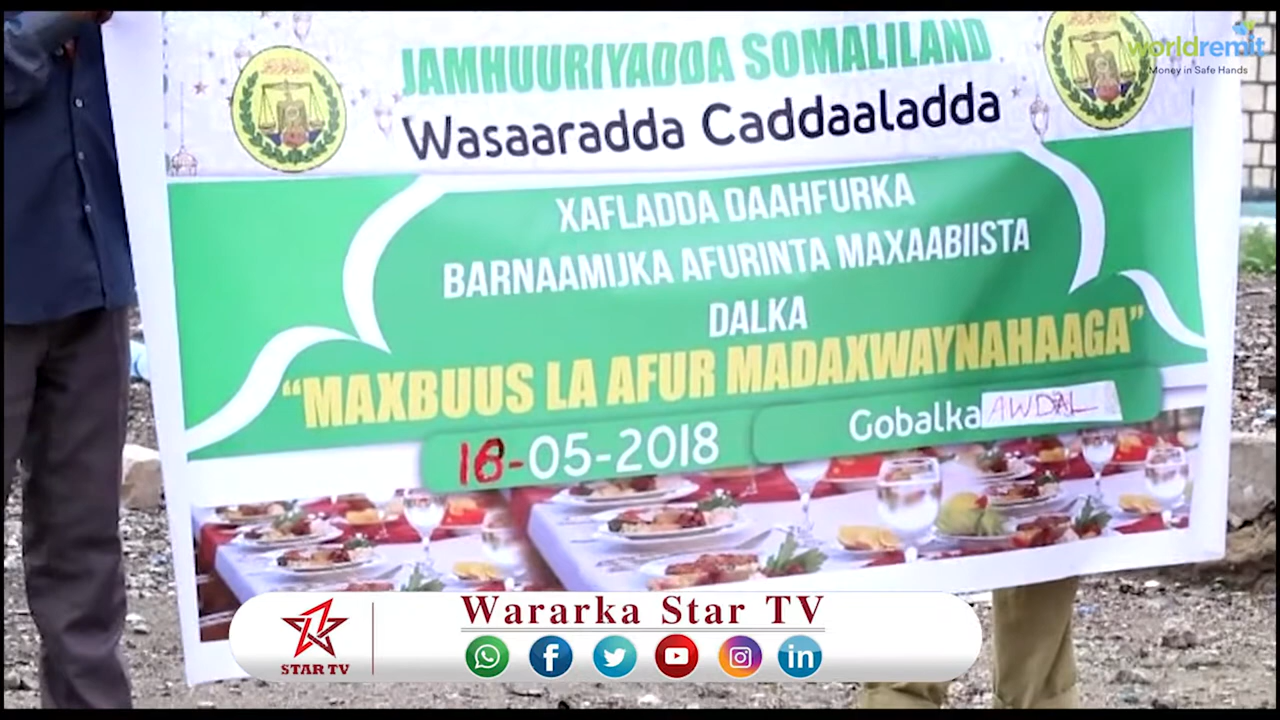 JAMHUURIYADDA SOMALILAND
Wasaaradda Caddaaladda
XAFLADDA DAAHFURKA
BARNAAMIJKA AFURINTA MAXAABIISTA
DALKA
“MAXBUUS LA AFUR MADAXWAYNAHAAGA”
18-05-2018
Gobalka AWDAL
worldremit
Money in Safe Hands
STAR TV
Wararka Star TV